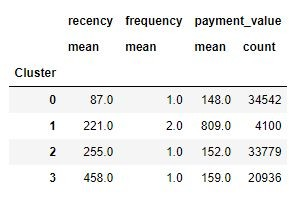 recency frequency payment_value
mean mean mean count
Cluster
0 87.0 1.0 148.0 34542
1 221.0 2.0 809.0 4100
2 255.0 1.0 152.0 33779
3 458.0 1.0 159.0 20936